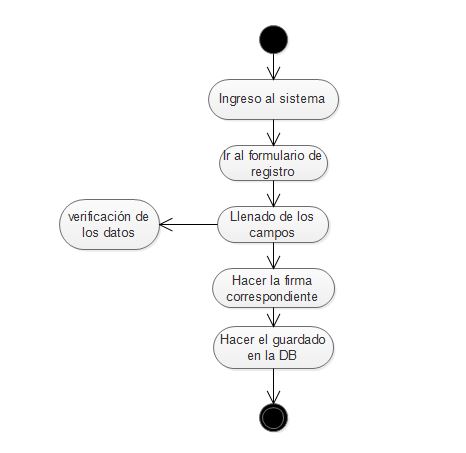 Ingreso al sistema
Ir al formulario de
registro
verificación de
los datos
Llenado de los
campos
Hacer la firma
correspondiente
Hacer el guardado
en la DB